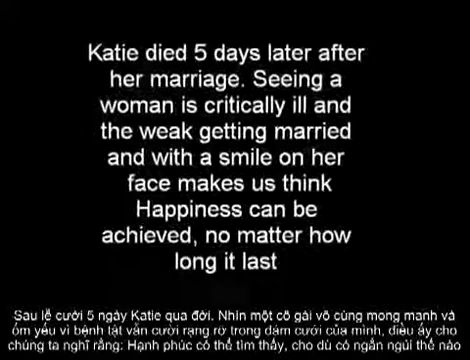 Katie died 5 days later after
her marriage. Seeing a
woman is critically ill and
the weak getting married
and with a smile on her
face makes us think
Happiness can be
achieved, no matter how
long it last
Sau lễ cưới 5 ngày Katie qua đời. Nhìn một cô gái vô cùng mong manh và
ốm yếu vì bệnh tật vẫn cười rạng rỡ trong đám cưới của mình, điều ấy cho
chúng ta nghĩ rằng: Hạnh phúc có thể tìm thấy, cho dù có ngắn ngủi thế nào